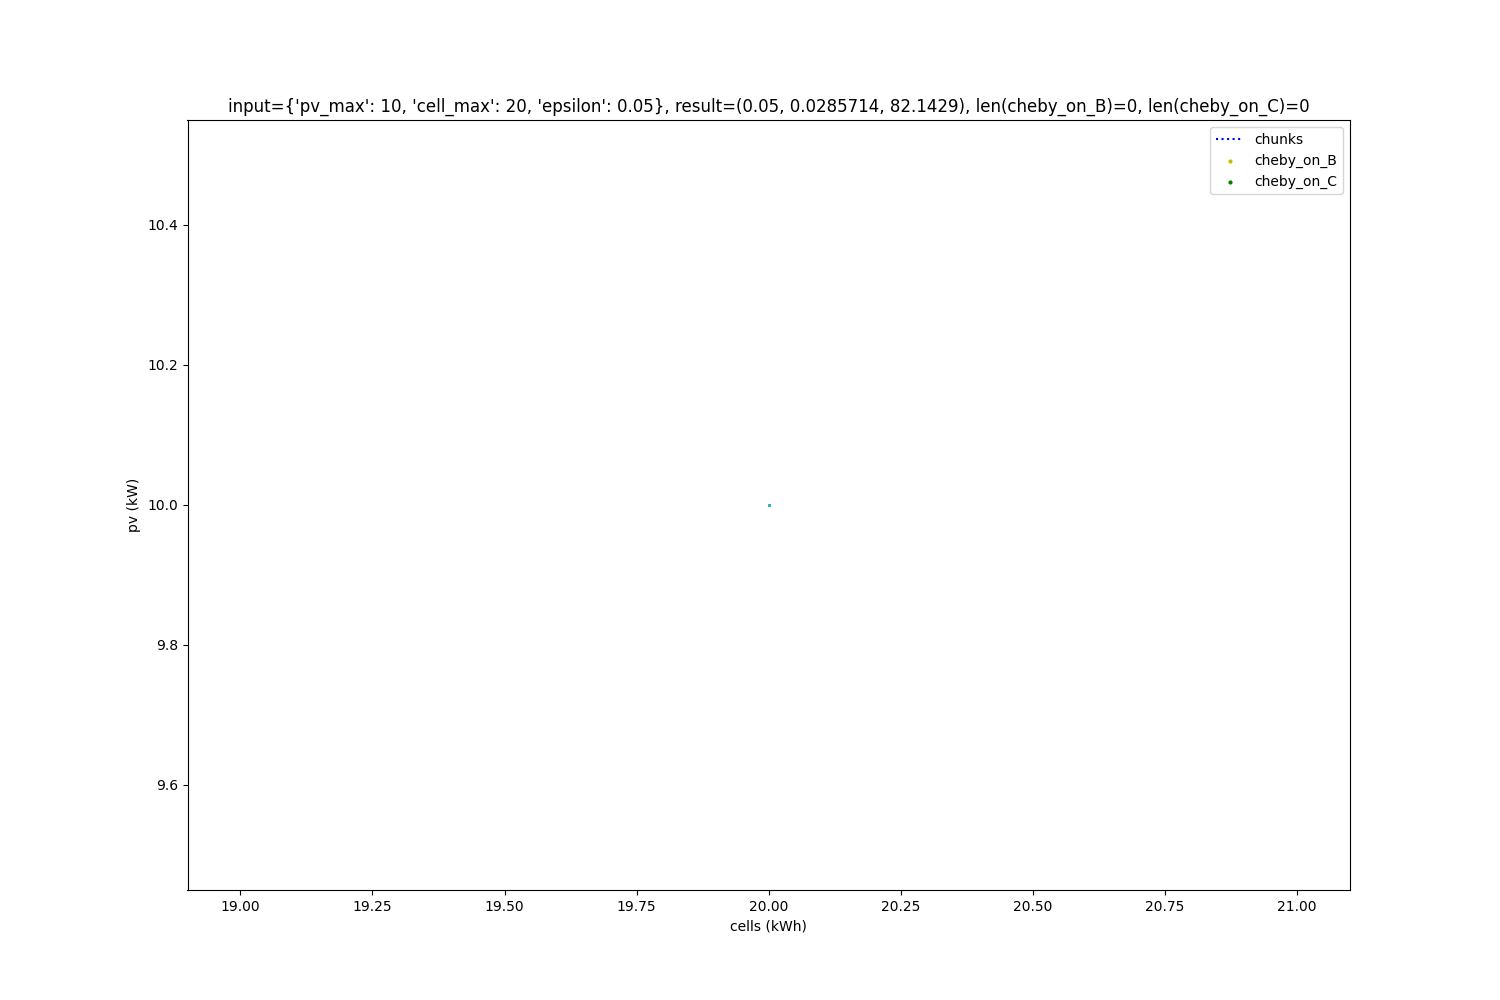 input={'pv_max': 10, 'cell_max': 20, 'epsilon': 0.05}, result=(0.05, 0.0285714, 82.1429), len(cheby_on_B)=0, len(cheby_on_C)=0
chunks
cheby_on_B
cheby_on_C
10.4
10.2
10.0
9.8
9.6
pv (kW)
19.00 19.25 19.50 19.75 20.00 20.25 20.50 20.75 21.00
cells (kWh)